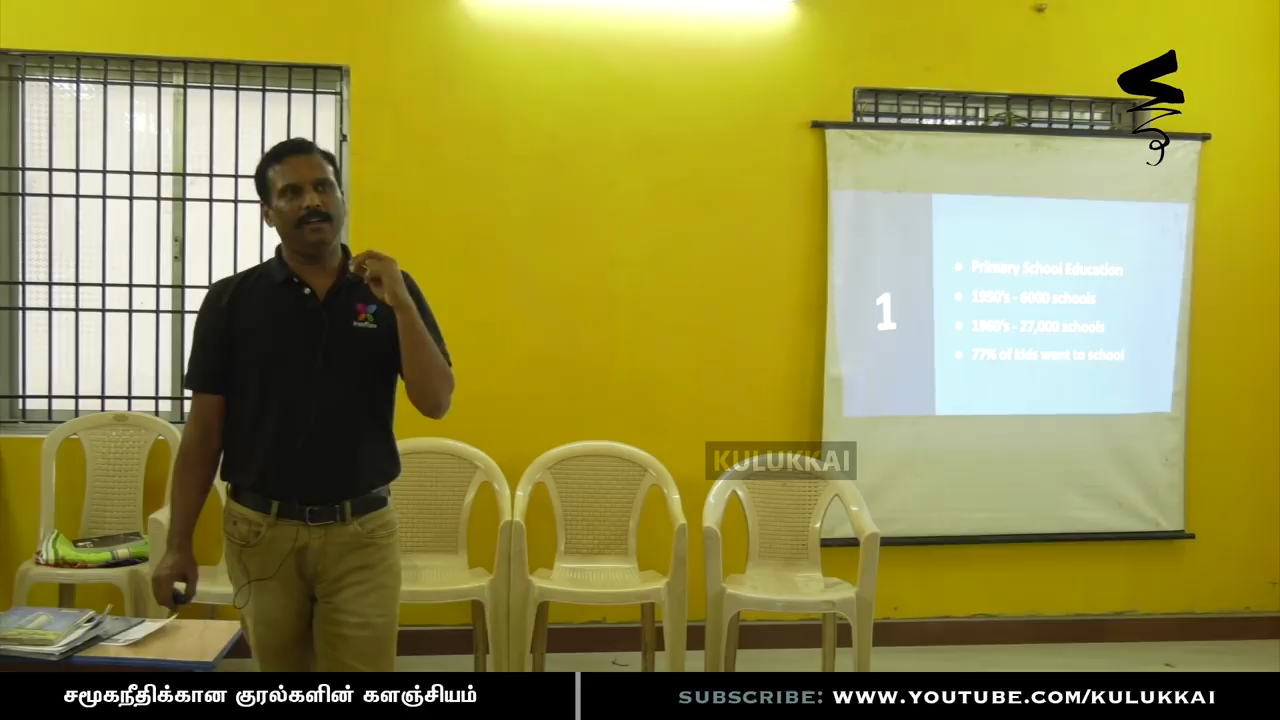 1
Primary School Education
1950's - 6000 schools
1960's - 27,000 schools
77% of kids went to school
KULUKKAI
சமூகநீதிக்கான குரல்களின் களஞ்சியம்
SUBSCRIBE: WWW.YOUTUBE.COM/KULUKKAI